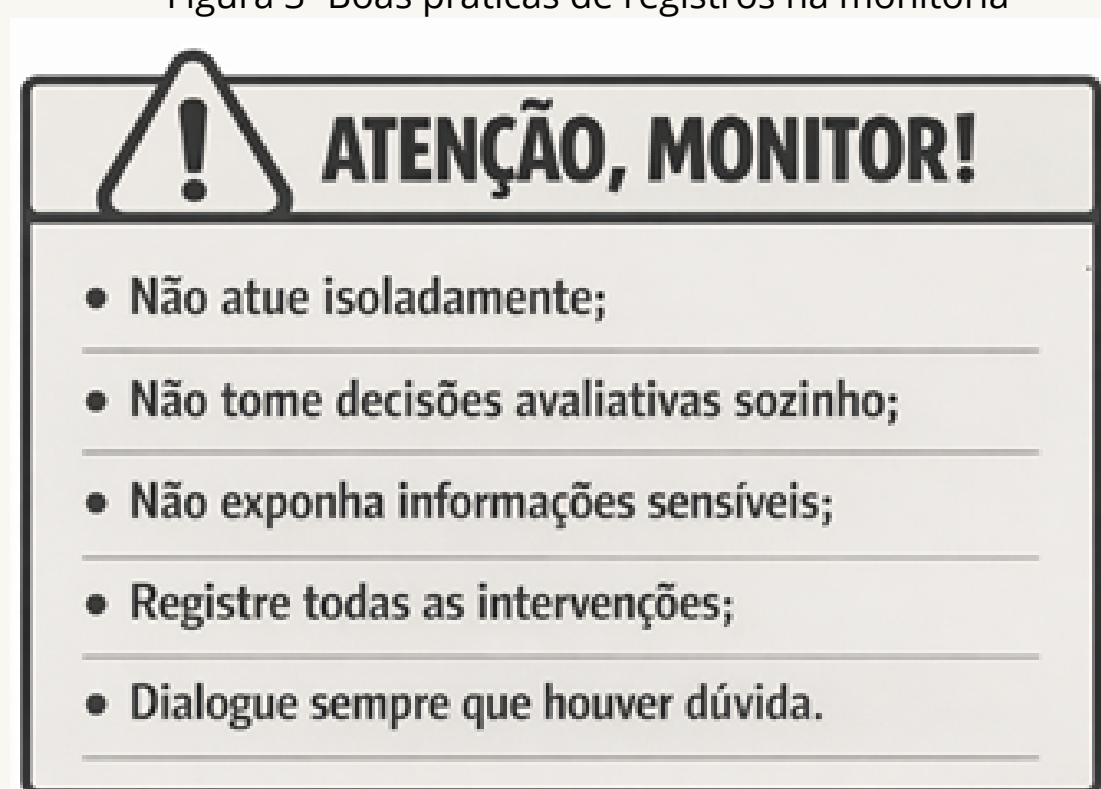 Figura 3- Boas práticas de registros na monitoria
ATENÇÃO, MONITOR!
• Não atue isoladamente;
• Não tome decisões avaliativas sozinho;
• Não exponha informações sensíveis;
• Registre todas as intervenções;
• Dialogue sempre que houver dúvida.